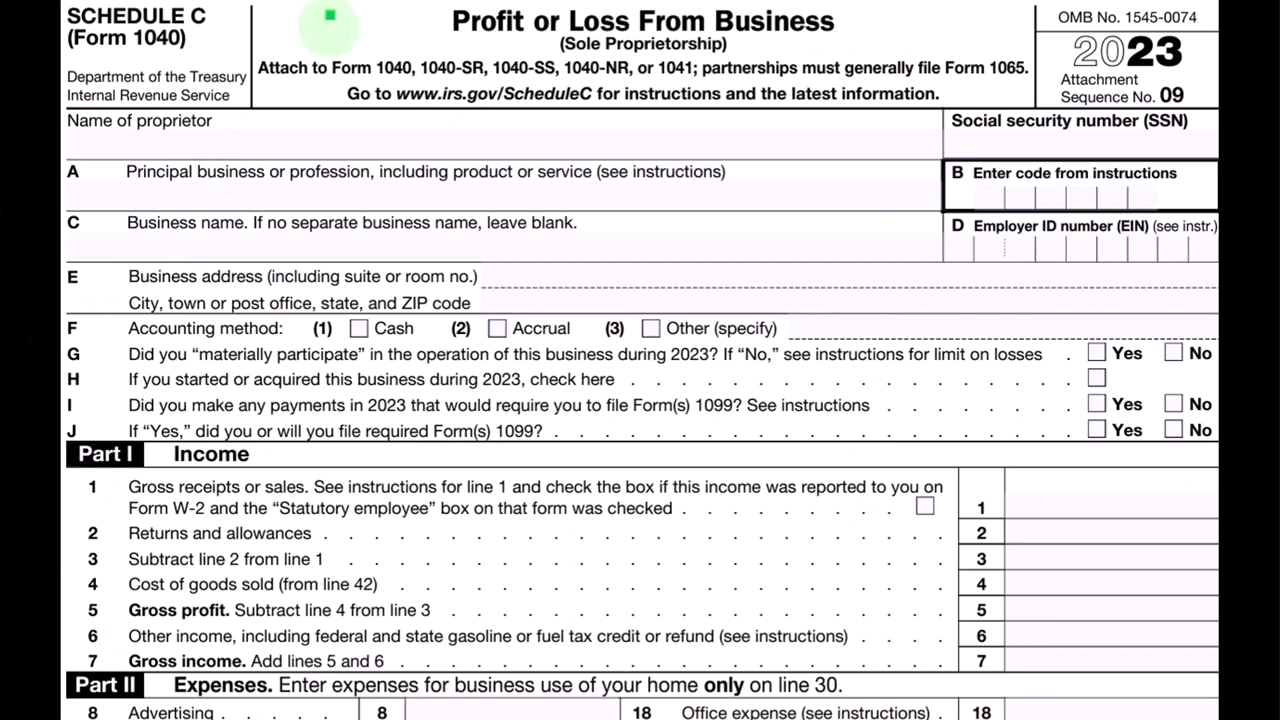 SCHEDULE C
(Form 1040)
Department of the Treasury
Internal Revenue Service
Profit or Loss From Business
(Sole Proprietorship)
Attach to Form 1040, 1040-SR, 1040-SS, 1040-NR, or 1041; partnerships must generally file Form 1065.
Go to www.irs.gov/ScheduleC for instructions and the latest information.
OMB No. 1545-0074
2023
Attachment
Sequence No. 09
Name of proprietor
Social security number (SSN)
A Principal business or profession, including product or service (see instructions)
B Enter code from instructions
C Business name. If no separate business name, leave blank.
D Employer ID number (EIN) (see instr.)
E Business address (including suite or room no.)
City, town or post office, state, and ZIP code
F Accounting method: (1) Cash (2) Accrual (3) Other (specify)
G Did you “materially participate” in the operation of this business during 2023? If “No,” see instructions for limit on losses . Yes No
H If you started or acquired this business during 2023, check here . . . . . . . . . . . . . . . . . .
I Did you make any payments in 2023 that would require you to file Form(s) 1099? See instructions . . . . . . . Yes No
J If “Yes,” did you or will you file required Form(s) 1099? . . . . . . . . . . . . . . . . . . . . Yes No
Part I Income
1 Gross receipts or sales. See instructions for line 1 and check the box if this income was reported to you on
Form W-2 and the “Statutory employee” box on that form was checked . . . . . . . . . 1
2 Returns and allowances . . . . . . . . . . . . . . . . . . . . . . . . 2
3 Subtract line 2 from line 1 . . . . . . . . . . . . . . . . . . . . . . . 3
4 Cost of goods sold (from line 42) . . . . . . . . . . . . . . . . . . . . . 4
5 Gross profit. Subtract line 4 from line 3 . . . . . . . . . . . . . . . . . . . 5
6 Other income, including federal and state gasoline or fuel tax credit or refund (see instructions) . . . . 6
7 Gross income. Add lines 5 and 6 . . . . . . . . . . . . . . . . . . . . . 7
Part II Expenses. Enter expenses for business use of your home only on line 30.
8 Advertising . . . . . 8
18 Office expense (see instructions) . 18